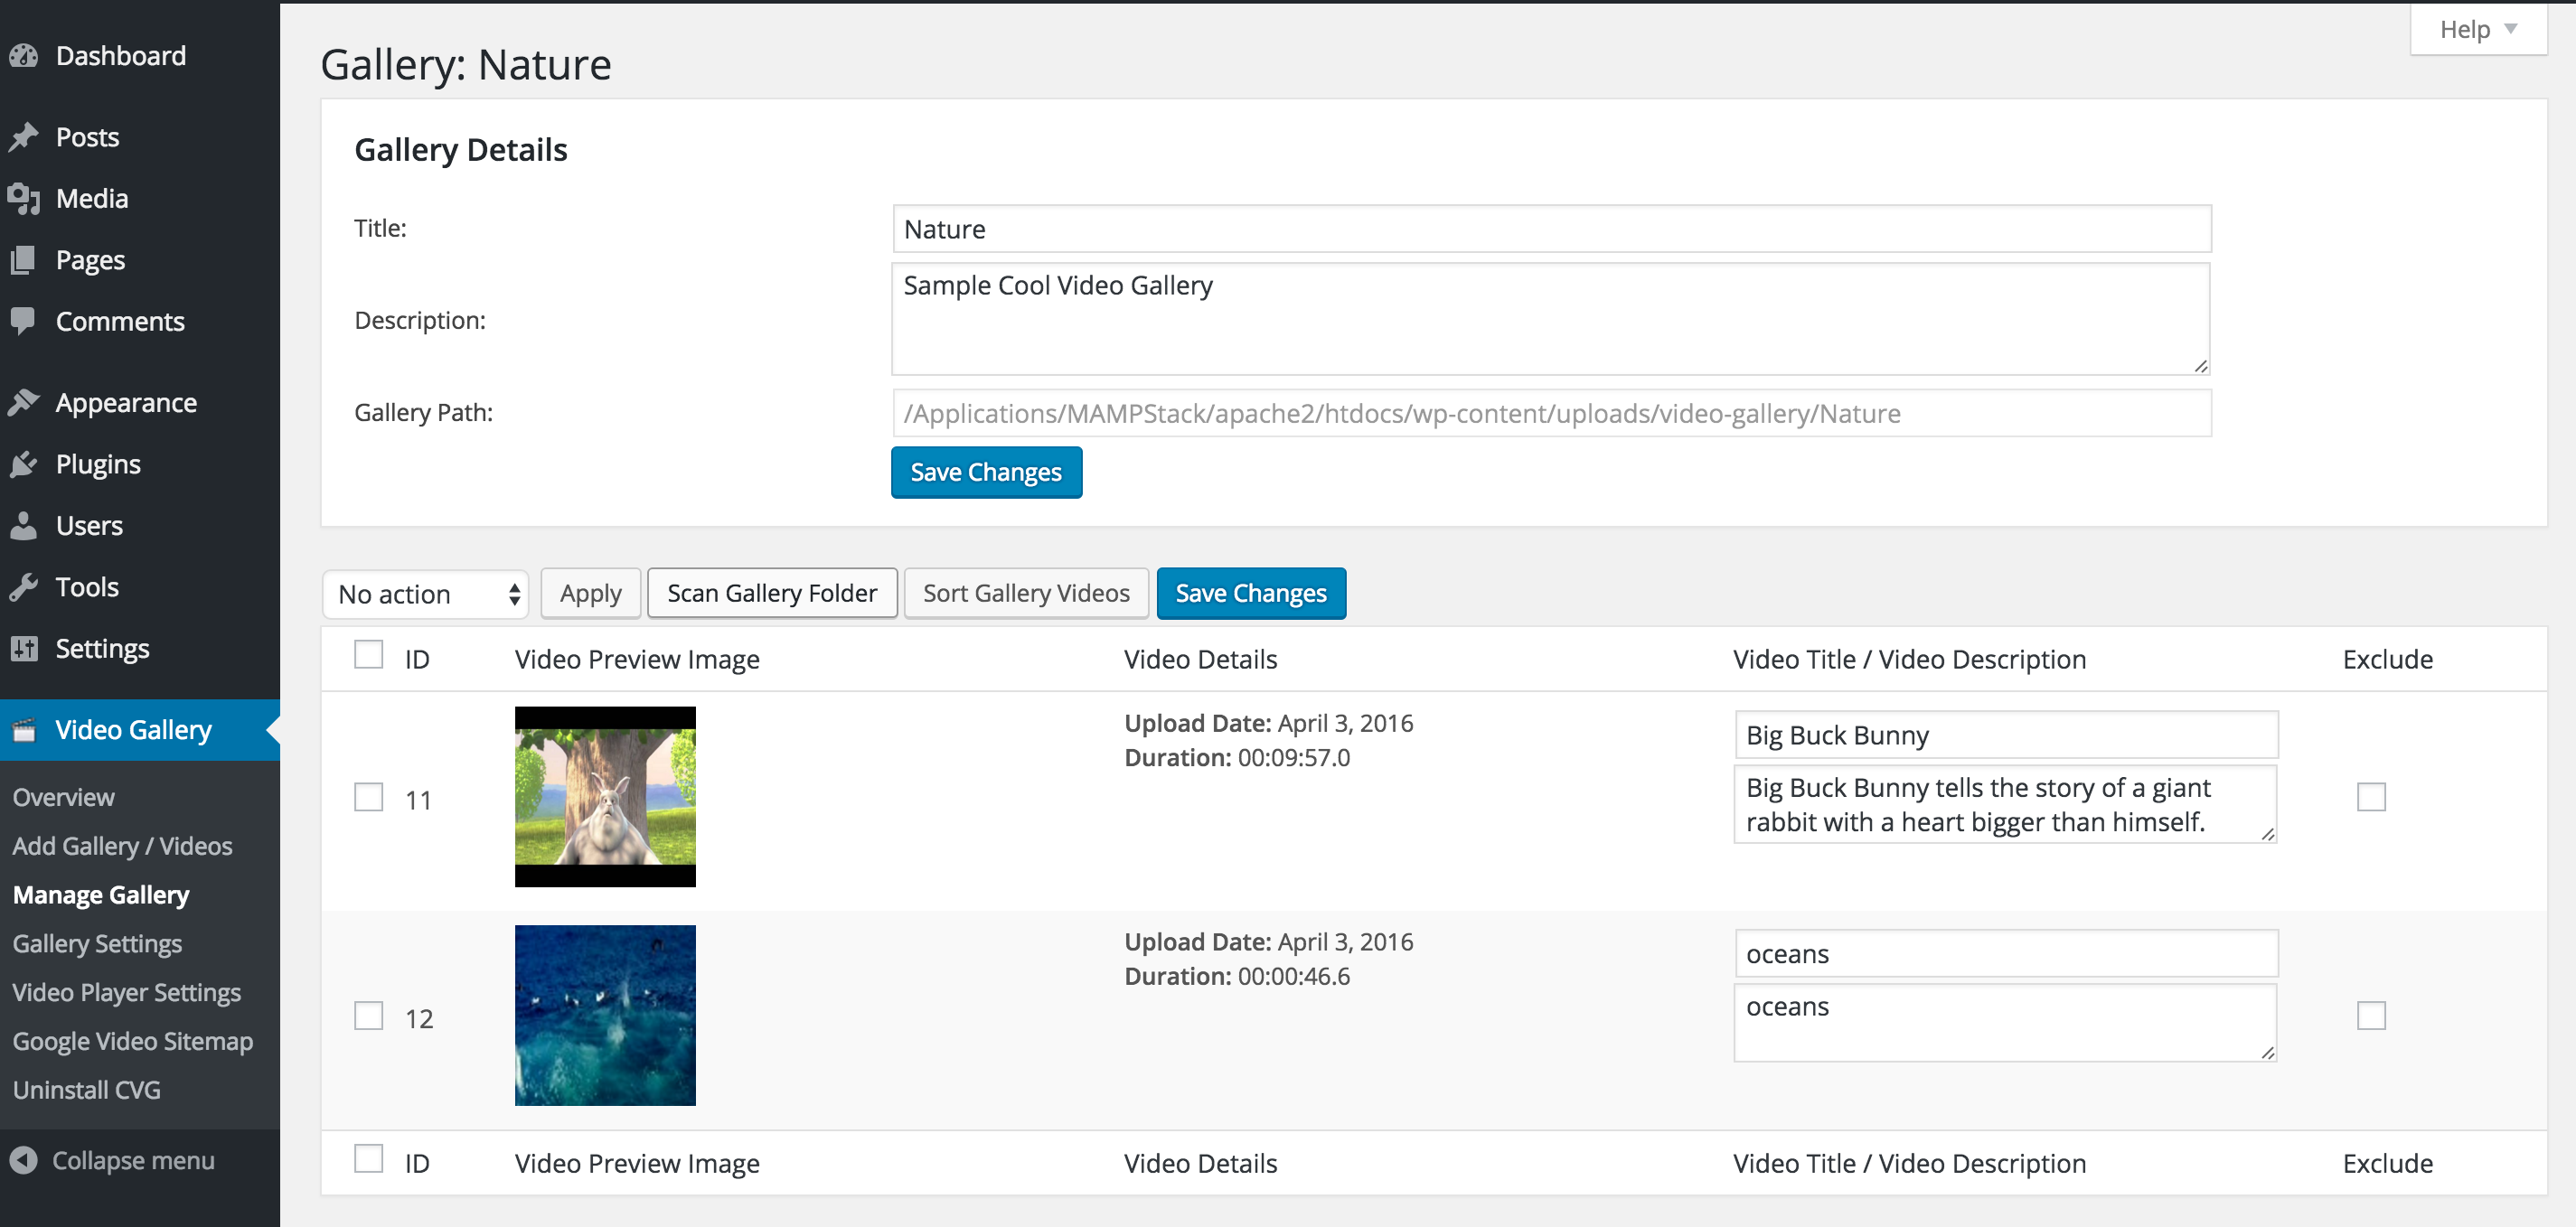 Dashboard
Posts
Media
Pages
Comments
Appearance
Plugins
Users
Tools
Settings
Video Gallery
Overview
Add Gallery / Videos
Manage Gallery
Gallery Settings
Video Player Settings
Google Video Sitemap
Uninstall CVG
Collapse menu
Help
Gallery: Nature
Gallery Details
Title:
Nature
Description:
Sample Cool Video Gallery
Gallery Path:
/Applications/MAMPStack/apache2/htdocs/wp-content/uploads/video-gallery/Nature
Save Changes
No action Apply Scan Gallery Folder Sort Gallery Videos Save Changes
ID Video Preview Image Video Details Video Title / Video Description Exclude
11
Upload Date: April 3, 2016
Duration: 00:09:57.0
Big Buck Bunny
Big Buck Bunny tells the story of a giant
rabbit with a heart bigger than himself.
12
Upload Date: April 3, 2016
Duration: 00:00:46.6
oceans
oceans
ID Video Preview Image Video Details Video Title / Video Description Exclude